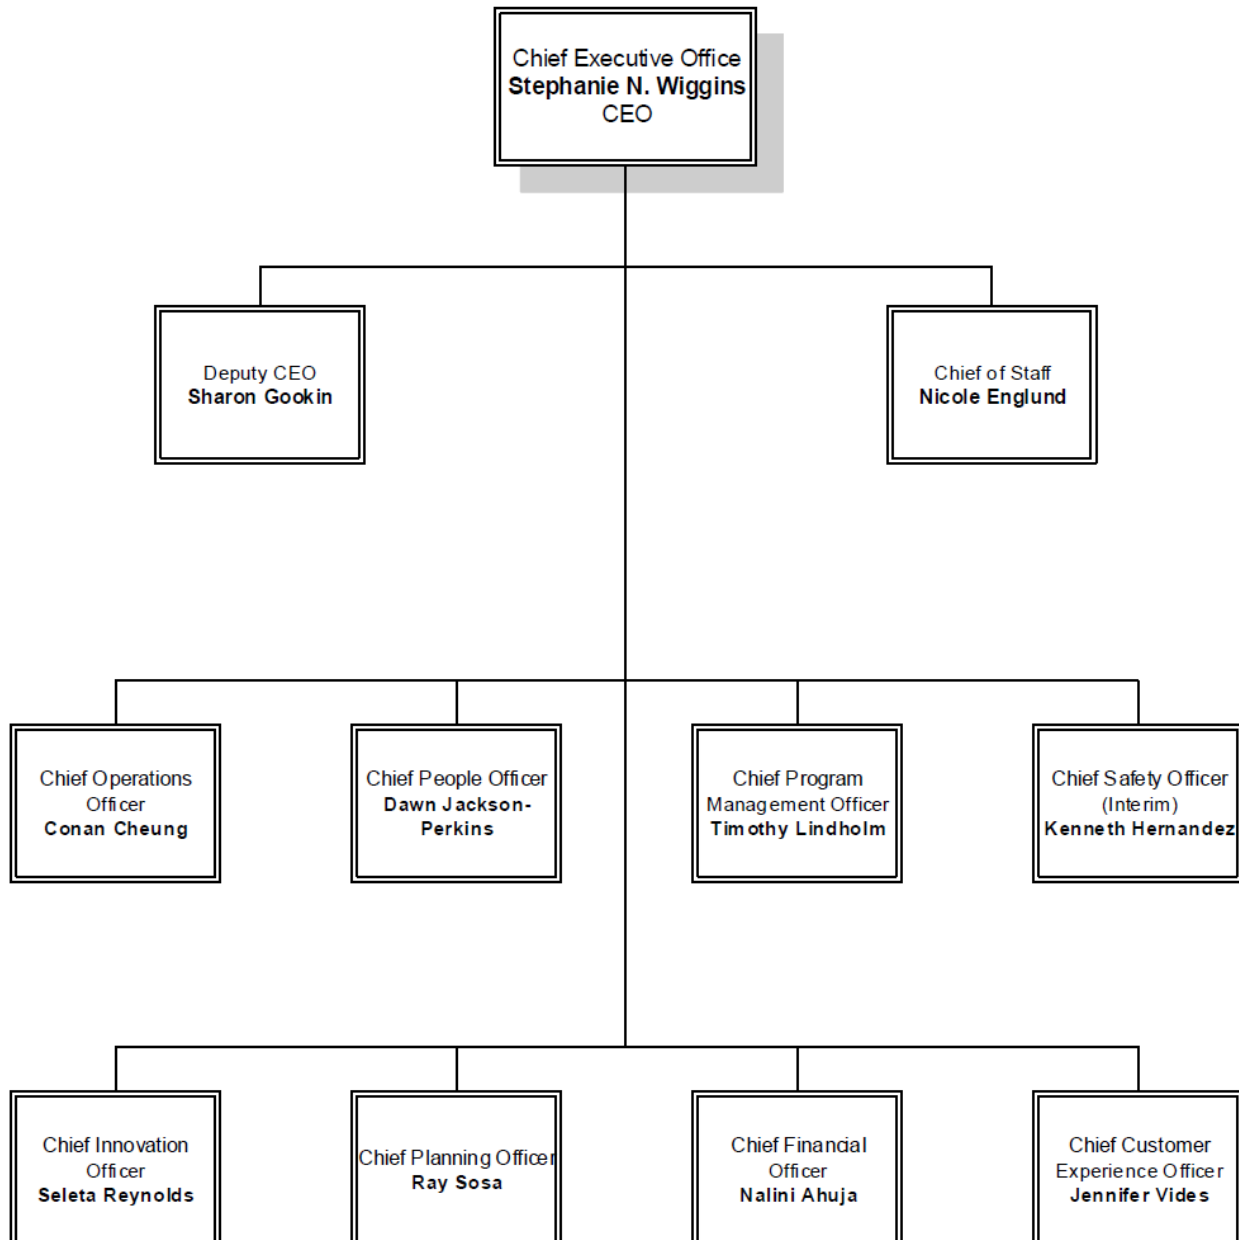 Chief Executive Office
Stephanie N. Wiggins
CEO
Deputy CEO
Sharon Gookin
Chief of Staff
Nicole Englund
Chief Operations
Officer
Conan Cheung
Chief People Officer
Dawn Jackson-
Perkins
Chief Program
Management Officer
Timothy Lindholm
Chief Safety Officer
(Interim)
Kenneth Hernandez
Chief Innovation
Officer
Seleta Reynolds
Chief Planning Officer
Ray Sosa
Chief Financial
Officer
Nalini Ahuja
Chief Customer
Experience Officer
Jennifer Vides